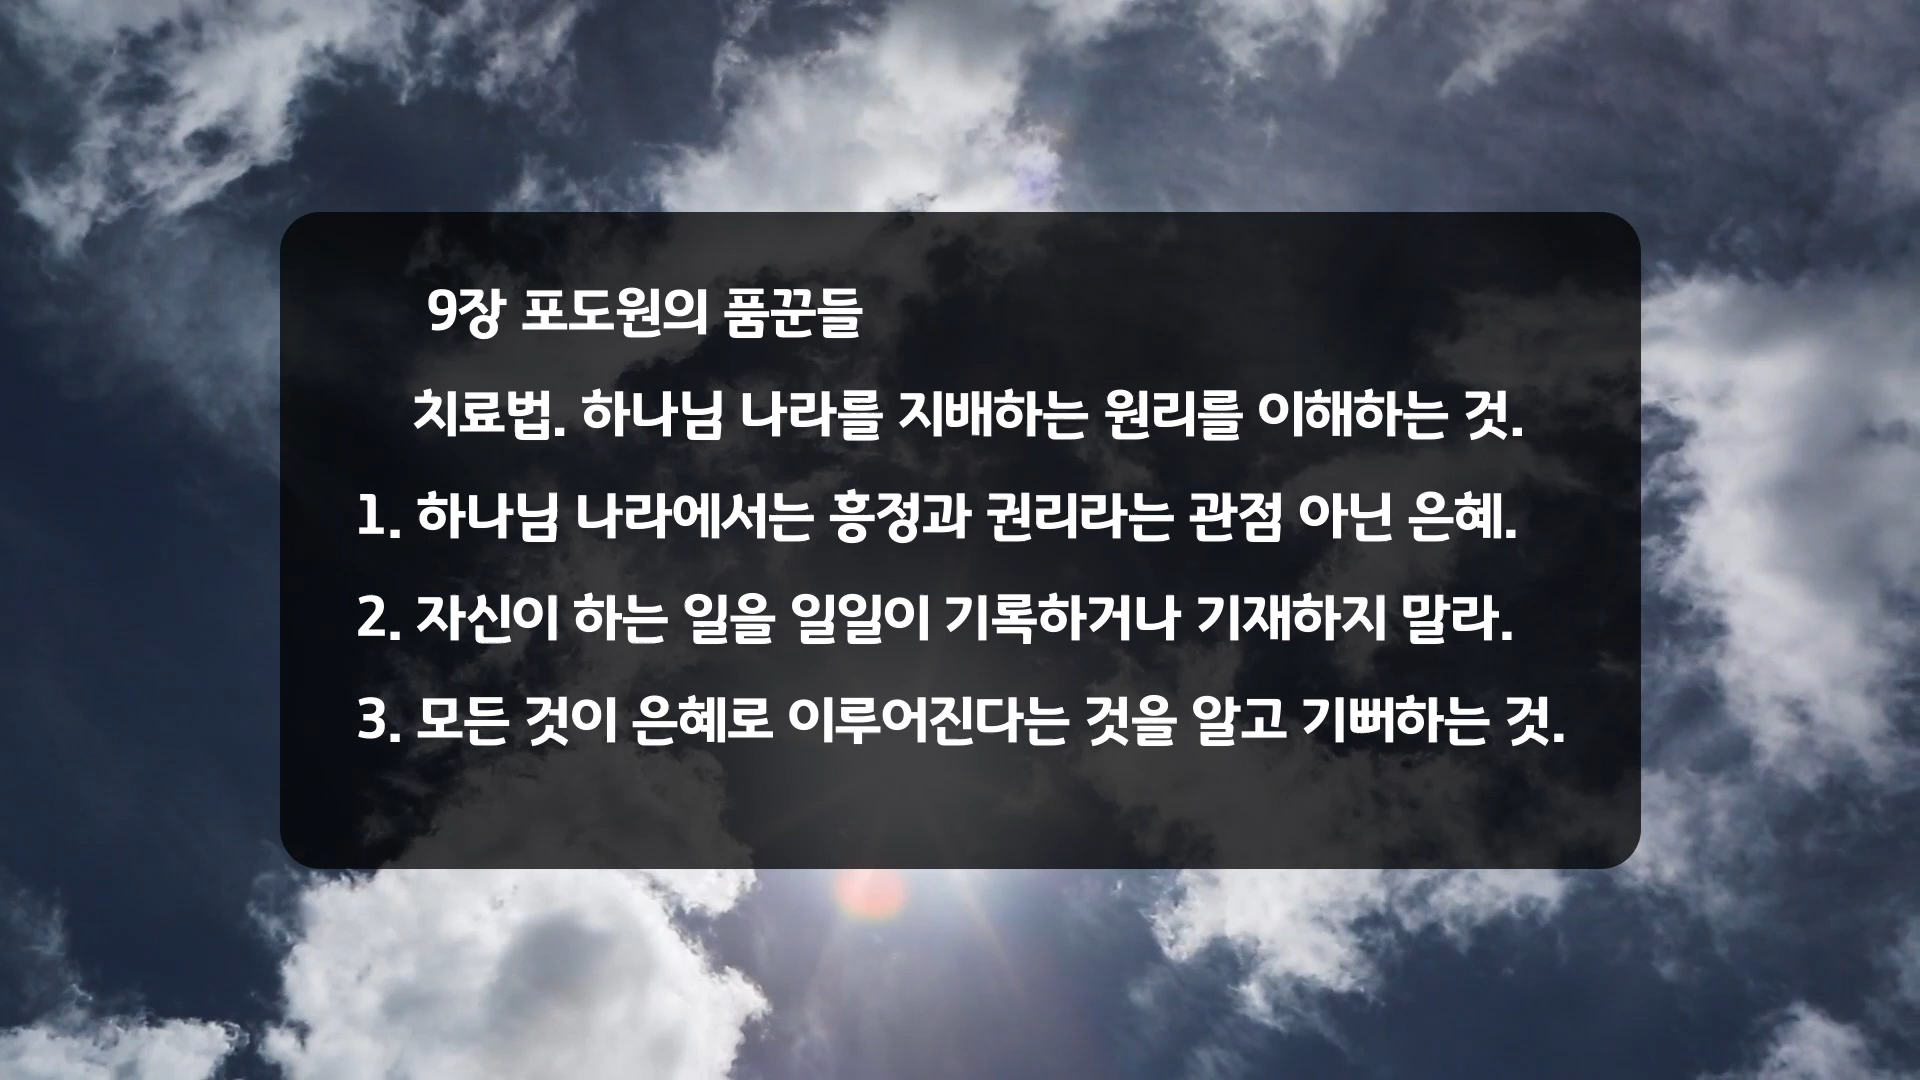 9장 포도원의 품꾼들
치료법. 하나님 나라를 지배하는 원리를 이해하는 것.
1. 하나님 나라에서는 흥정과 권리라는 관점 아닌 은혜.
2. 자신이 하는 일을 일일이 기록하거나 기재하지 말라.
3. 모든 것이 은혜로 이루어진다는 것을 알고 기뻐하는 것.